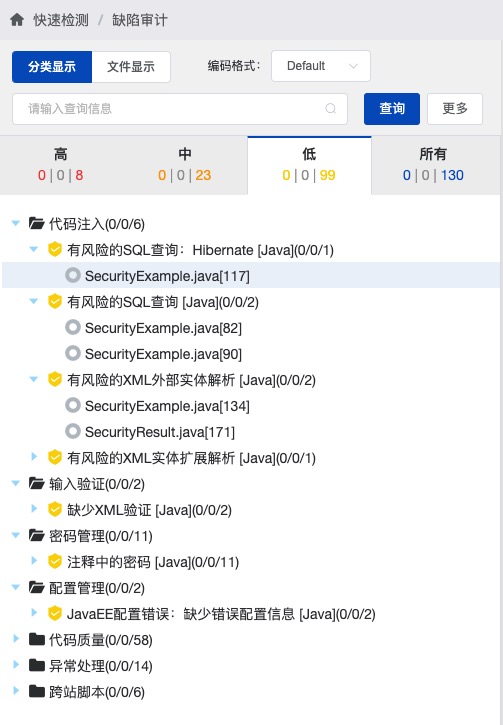 快速检测 / 缺陷审计
分类显示 文件显示 编码格式: Default
请输入查询信息 查询 更多
高 中 低 所有
0|0|8 0|0|23 0|0|99 0|0|130
代码注入(0/0/6)
有风险的SQL查询：Hibernate [Java](0/0/1)
SecurityExample.java[117]
有风险的SQL查询 [Java](0/0/2)
SecurityExample.java[82]
SecurityExample.java[90]
有风险的XML外部实体解析 [Java](0/0/2)
SecurityExample.java[134]
SecurityResult.java[171]
有风险的XML实体扩展解析 [Java](0/0/1)
输入验证(0/0/2)
缺少XML验证 [Java](0/0/2)
密码管理(0/0/11)
注释中的密码 [Java](0/0/11)
配置管理(0/0/2)
JavaEE配置错误：缺少错误配置信息 [Java](0/0/2)
代码质量(0/0/58)
异常处理(0/0/14)
跨站脚本(0/0/6)